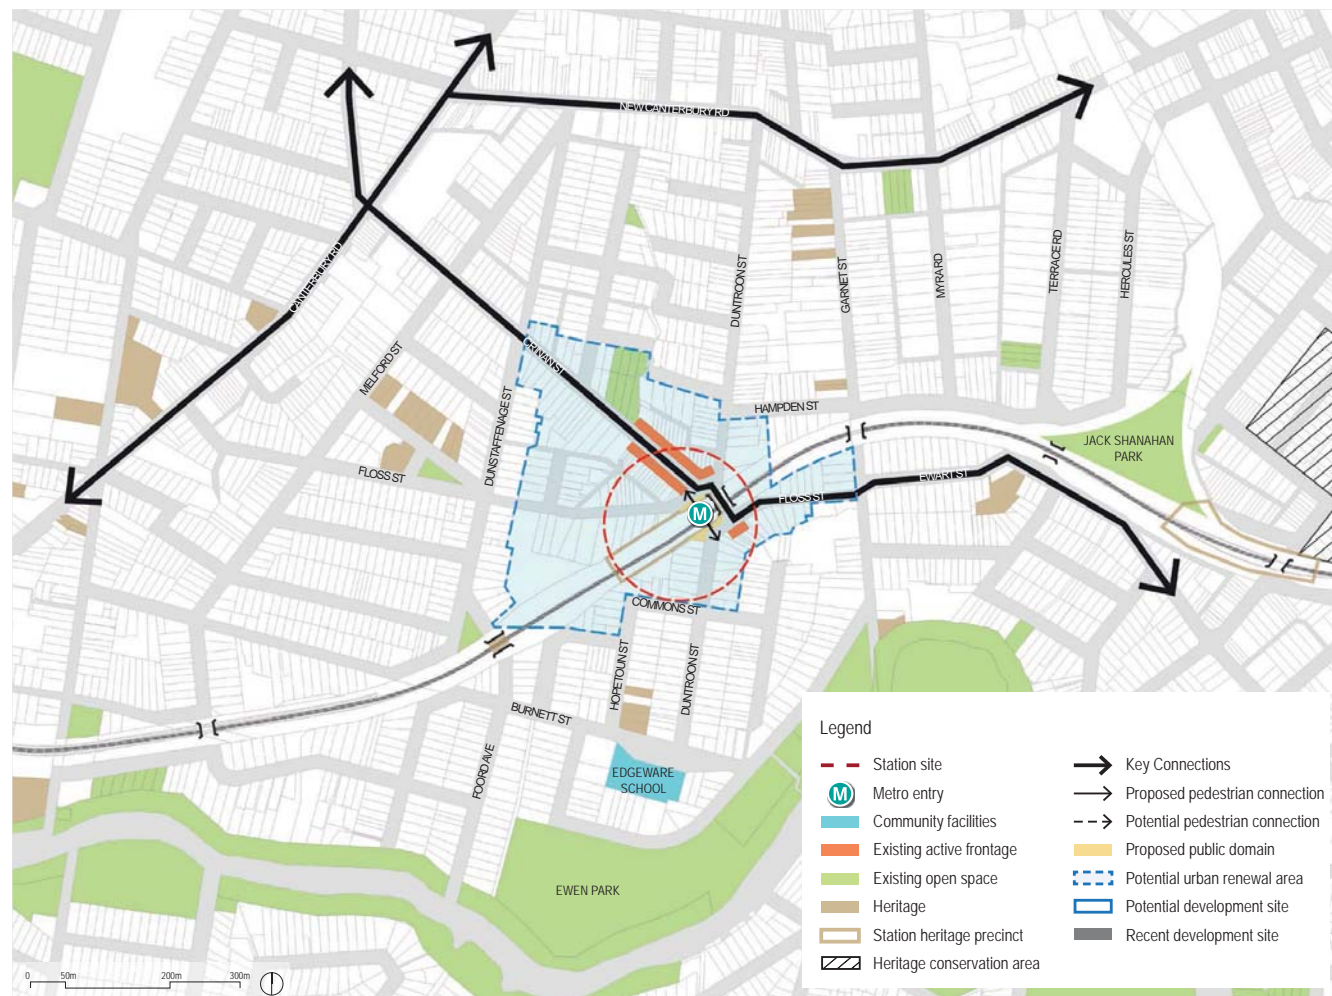 NEW CANTERBURY RD
CANTERBURY RD
DUNTROON ST
GARNET ST
MYRA RD
TERRACE RD
HERCULES ST
CRINAN ST
MELFORD ST
DUNSTAFFENAGE ST
HAMPDEN ST
JACK SHANAHAN
PARK
FLOSS ST
EWART ST
FLOSS ST
M
COMMONS ST
HOPETOUN ST
DUNTROON ST
BURNETT ST
FOORD AVE
EDGEWARE
SCHOOL
EWEN PARK
0 50m 200m 300m
Legend
Station site
M Metro entry
Community facilities
Existing active frontage
Existing open space
Heritage
Station heritage precinct
Heritage conservation area
Key Connections
Proposed pedestrian connection
Potential pedestrian connection
Proposed public domain
Potential urban renewal area
Potential development site
Recent development site